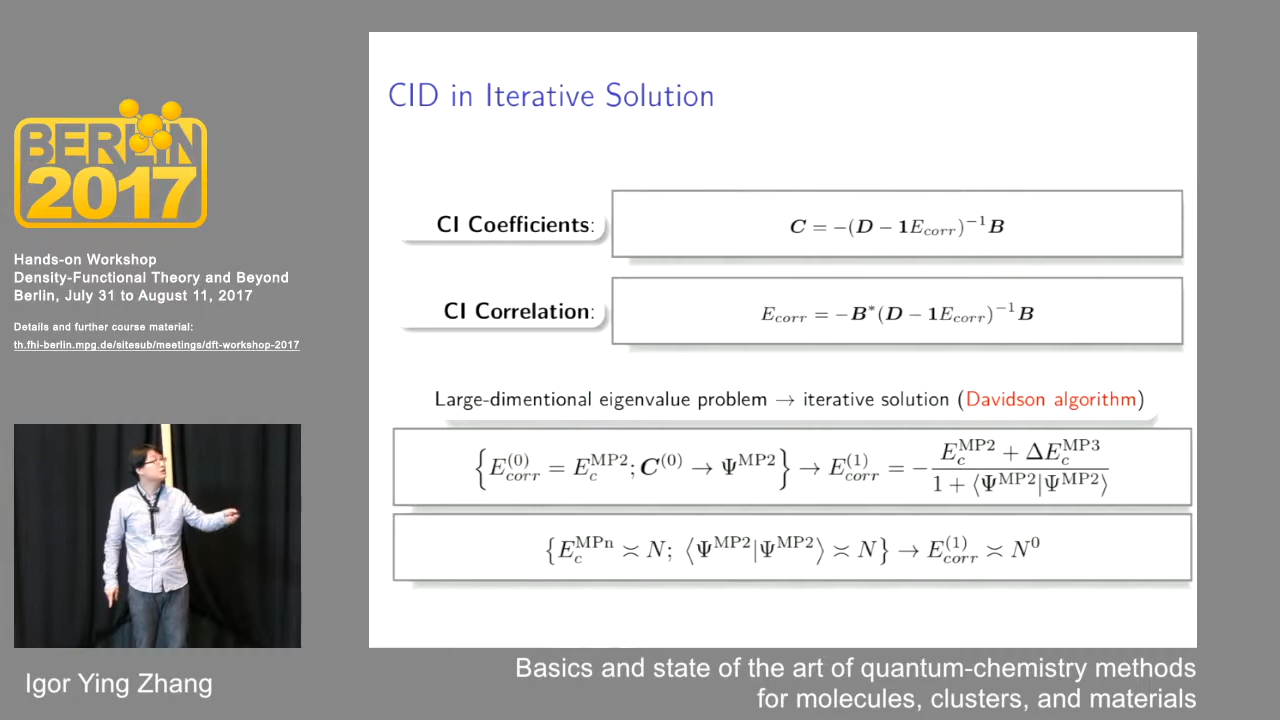 BERLIN
2017
Hands-on Workshop
Density-Functional Theory and Beyond
Berlin, July 31 to August 11, 2017
Details and further course material:
th.fhi-berlin.mpg.de/sitesub/meetings/dft-workshop-2017
CID in Iterative Solution
CI Coefficients: C = −(D − 1E_corr)^−1 B
CI Correlation: E_corr = −B*(D − 1E_corr)^−1 B
Large-dimentional eigenvalue problem → iterative solution (Davidson algorithm)
{E_corr^(0) = E_c^MP2; C^(0) → Ψ^MP2} → E_corr^(1) = − (E_c^MP2 + ΔE_c^MP3) / (1 + ⟨Ψ^MP2|Ψ^MP2⟩)
{E_c^MPn ≍ N; ⟨Ψ^MP2|Ψ^MP2⟩ ≍ N} → E_corr^(1) ≍ N^0
Igor Ying Zhang
Basics and state of the art of quantum-chemistry methods
for molecules, clusters, and materials